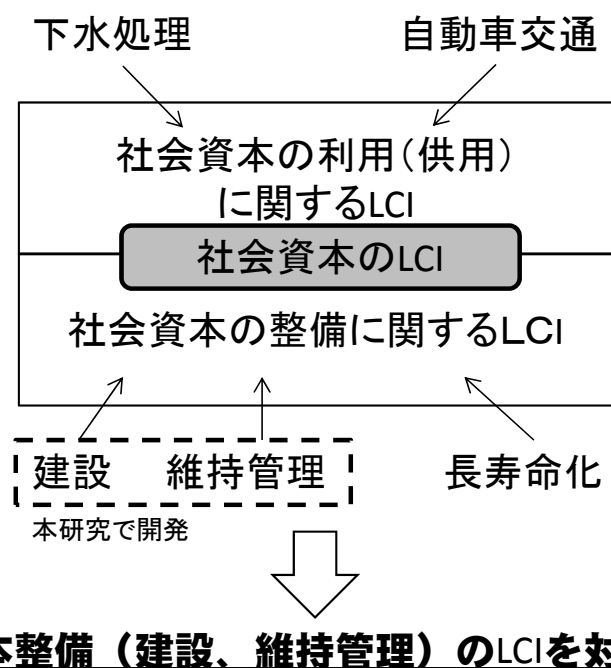 下水処理 自動車交通
社会資本の利用（供用）
に関するLCI
社会資本のLCI
社会資本の整備に関するLCI
建設 維持管理 長寿命化
本研究で開発
本整備（建設、維持管理）のLCIを対